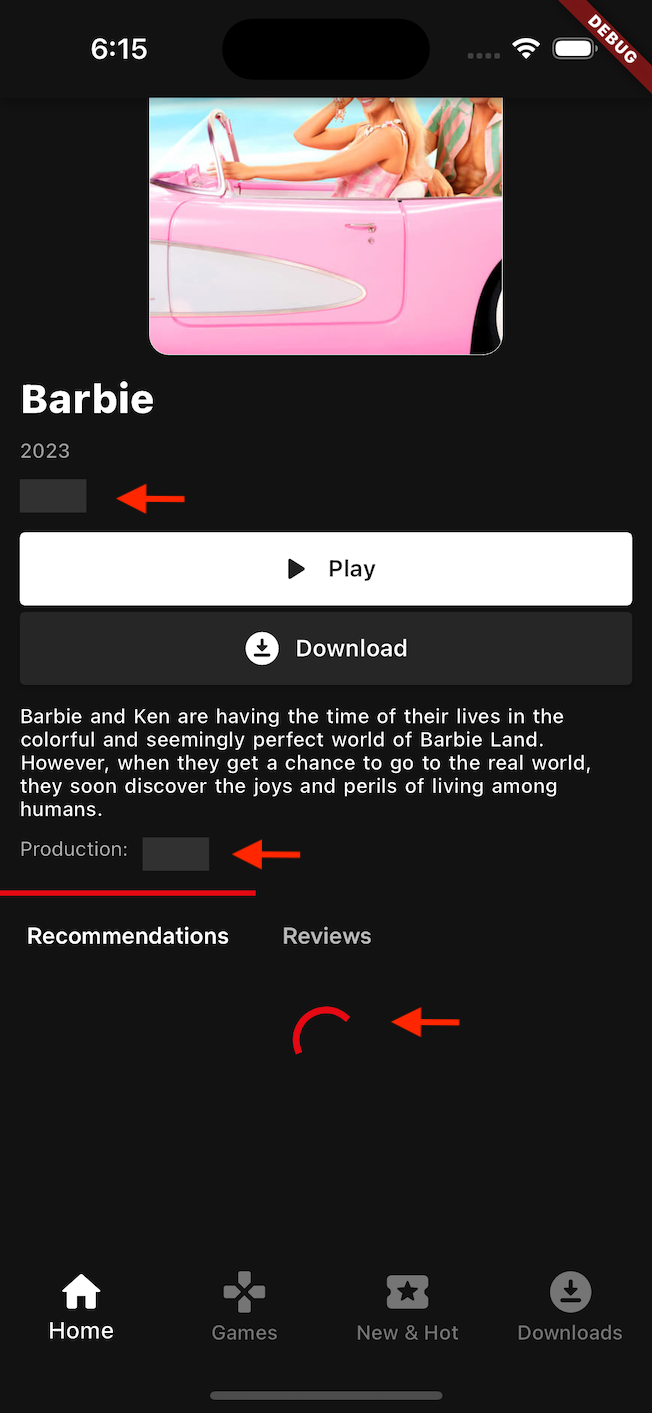 6:15
DEBUG
Barbie
2023
Play
Download
Barbie and Ken are having the time of their lives in the
colorful and seemingly perfect world of Barbie Land.
However, when they get a chance to go to the real world,
they soon discover the joys and perils of living among
humans.
Production:
Recommendations Reviews
Home Games New & Hot Downloads